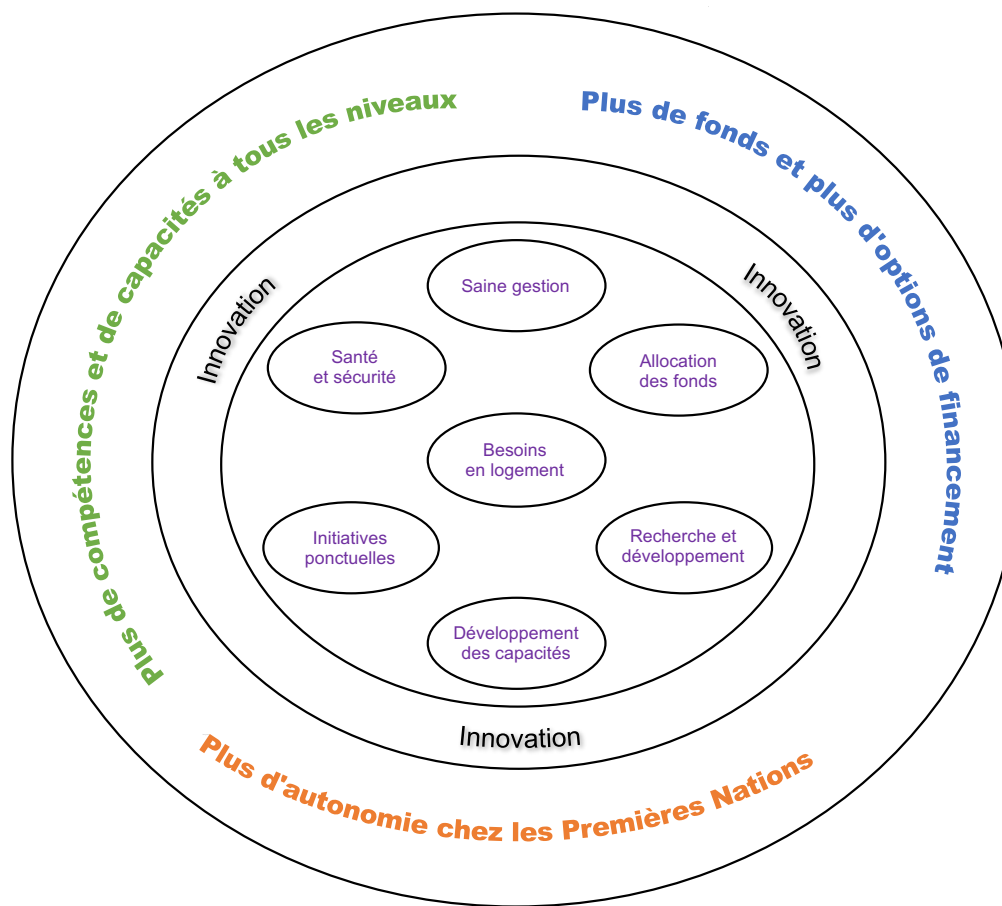 Plus de compétences et de capacités à tous les niveaux
Plus de fonds et plus d'options de financement
Innovation
Innovation
Saine gestion
Santé
et sécurité
Allocation
des fonds
Besoins
en logement
Initiatives
ponctuelles
Recherche et
développement
Développement
des capacités
Innovation
Plus d'autonomie chez les Premières Nations